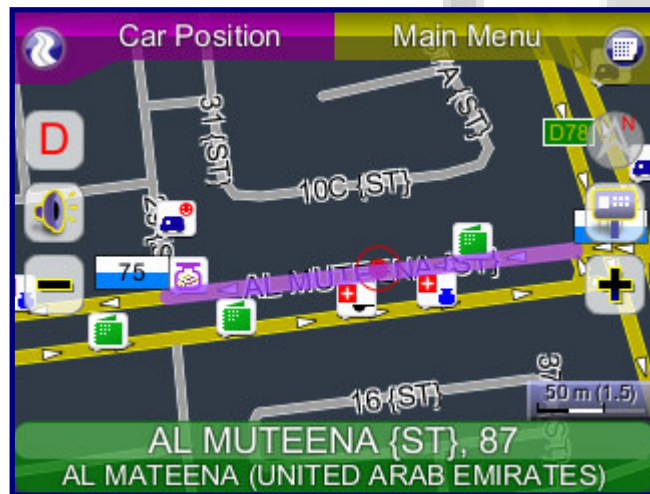 Car Position
Main Menu
D
31 {ST}
D78
N
10C {ST}
75
AL MUTEENA {ST}
16 {ST}
37
50 m (1.5)
AL MUTEENA {ST}, 87
AL MATEENA (UNITED ARAB EMIRATES)